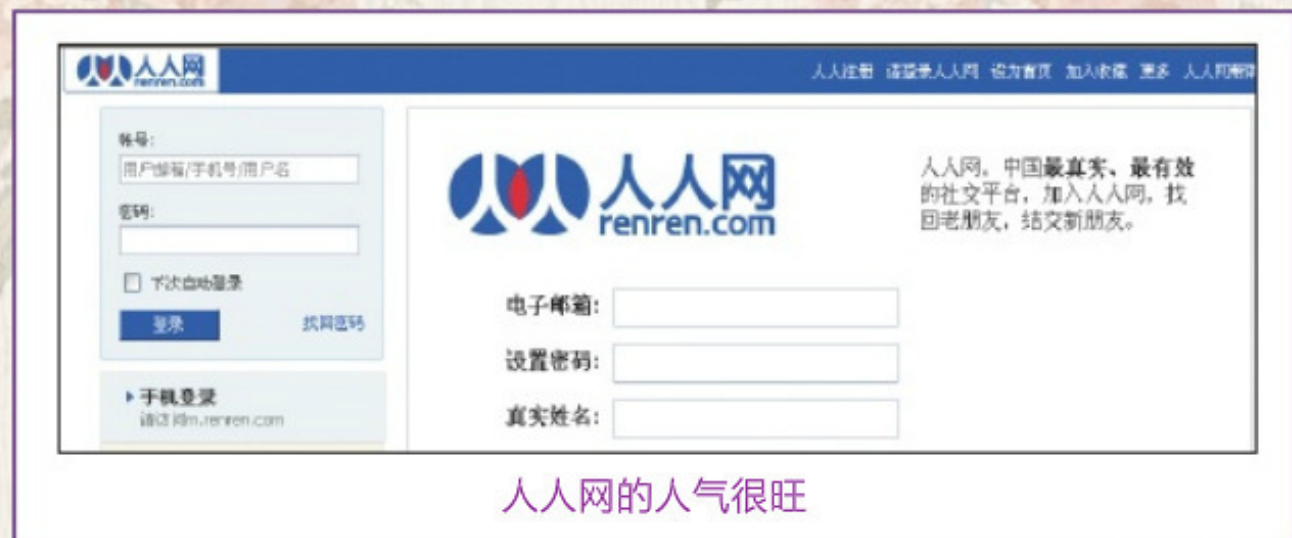 人人网
renren.com
人人注册 请登录人人网 设为首页 加入收藏 更多
帐号:
用户邮箱/手机号/用户名
密码:
下次自动登录
登录 找回密码
手机登录
请访问m.renren.com
人人网
renren.com
人人网，中国最真实、最有效
的社交平台，加入人人网，找
回老朋友，结交新朋友。
电子邮箱:
设置密码:
真实姓名:
人人网的人气很旺